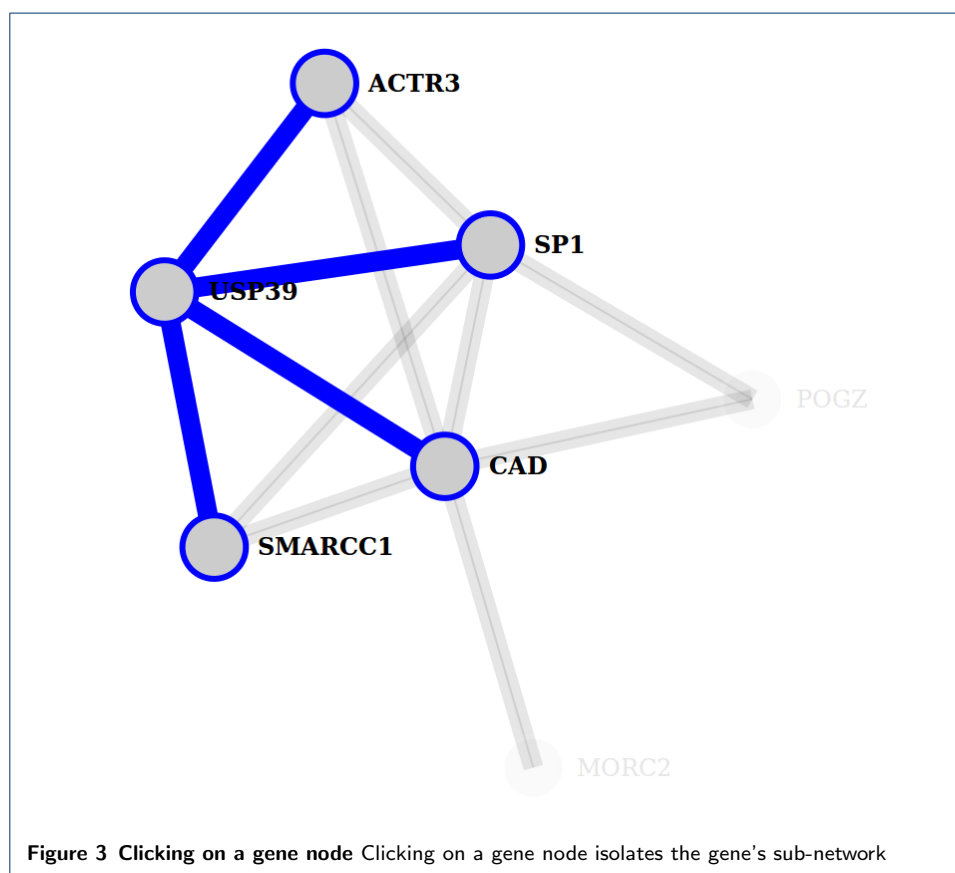 ACTR3
SP1
USP39
POGZ
CAD
SMARCC1
MORC2
Figure 3 Clicking on a gene node Clicking on a gene node isolates the gene's sub-network